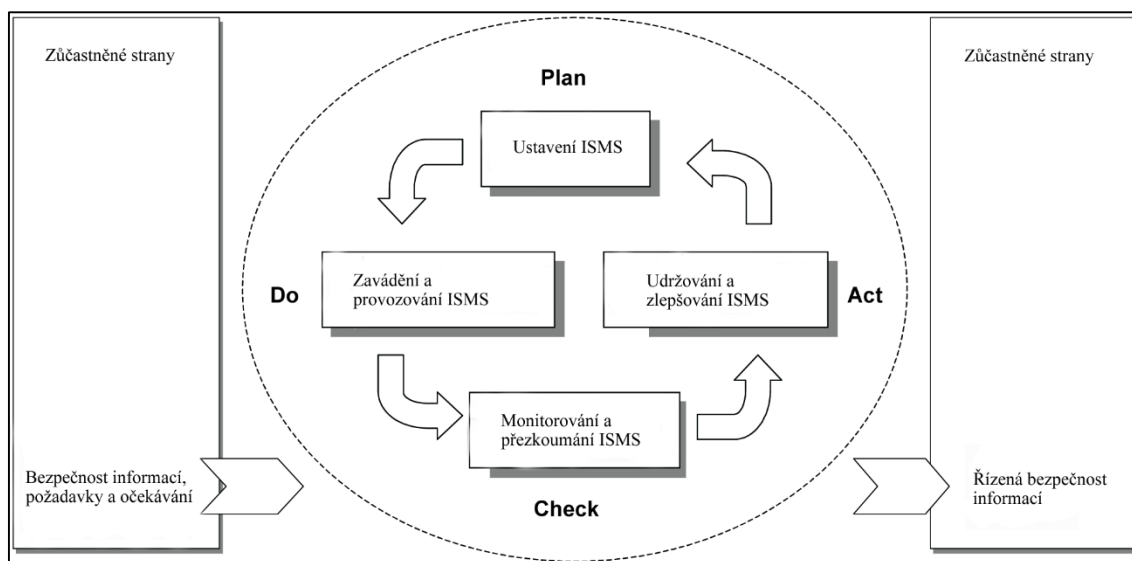 Zůčastněné strany
Bezpečnost informací,
požadavky a očekávání
Plan
Ustavení ISMS
Do
Zavádění a
provozování ISMS
Udržování a
zlepšování ISMS
Act
Monitorování a
přezkoumání ISMS
Check
Zůčastněné strany
Řízená bezpečnost
informací